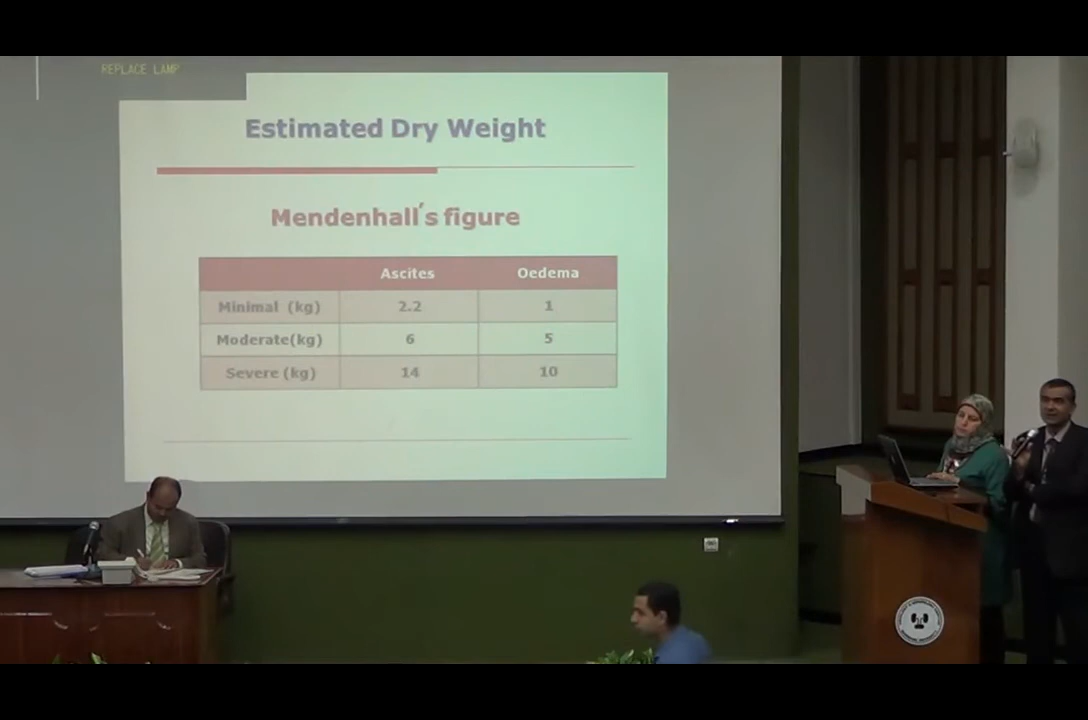 REPLACE LAMP
Estimated Dry Weight
Mendenhall's figure
Ascites Oedema
Minimal (kg) 2.2 1
Moderate(kg) 6 5
Severe (kg) 14 10